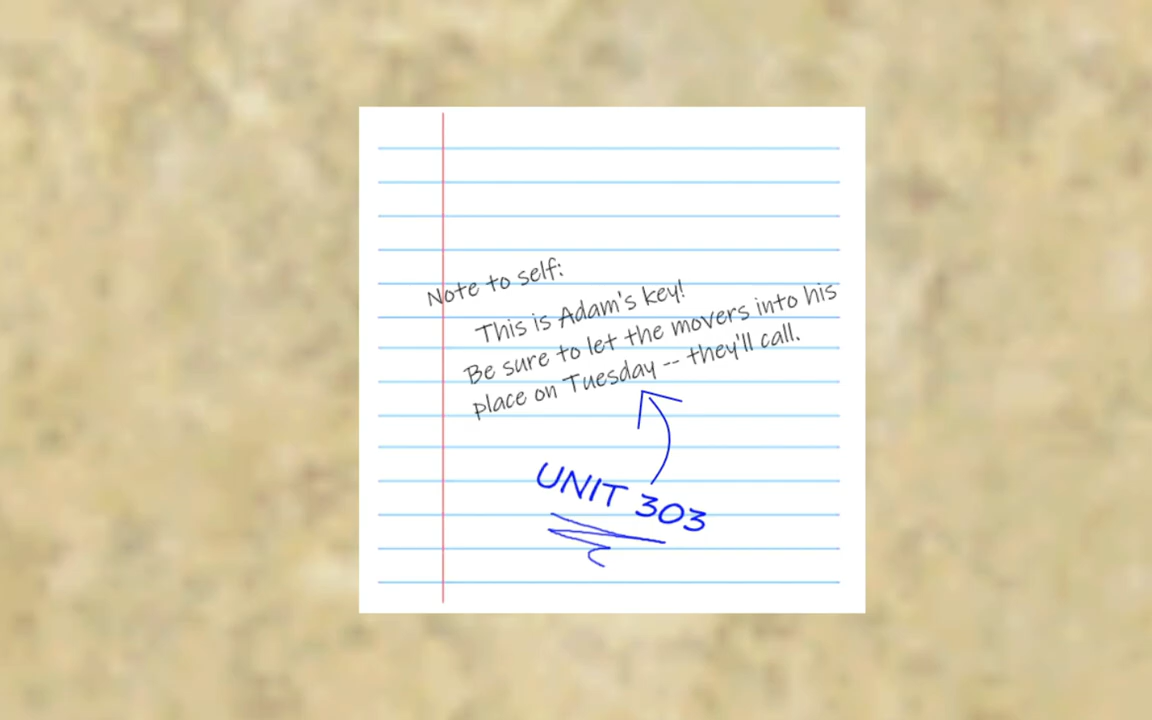 Note to self:
This is Adam's key!
Be sure to let the movers into his
place on Tuesday -- they'll call.
UNIT 303